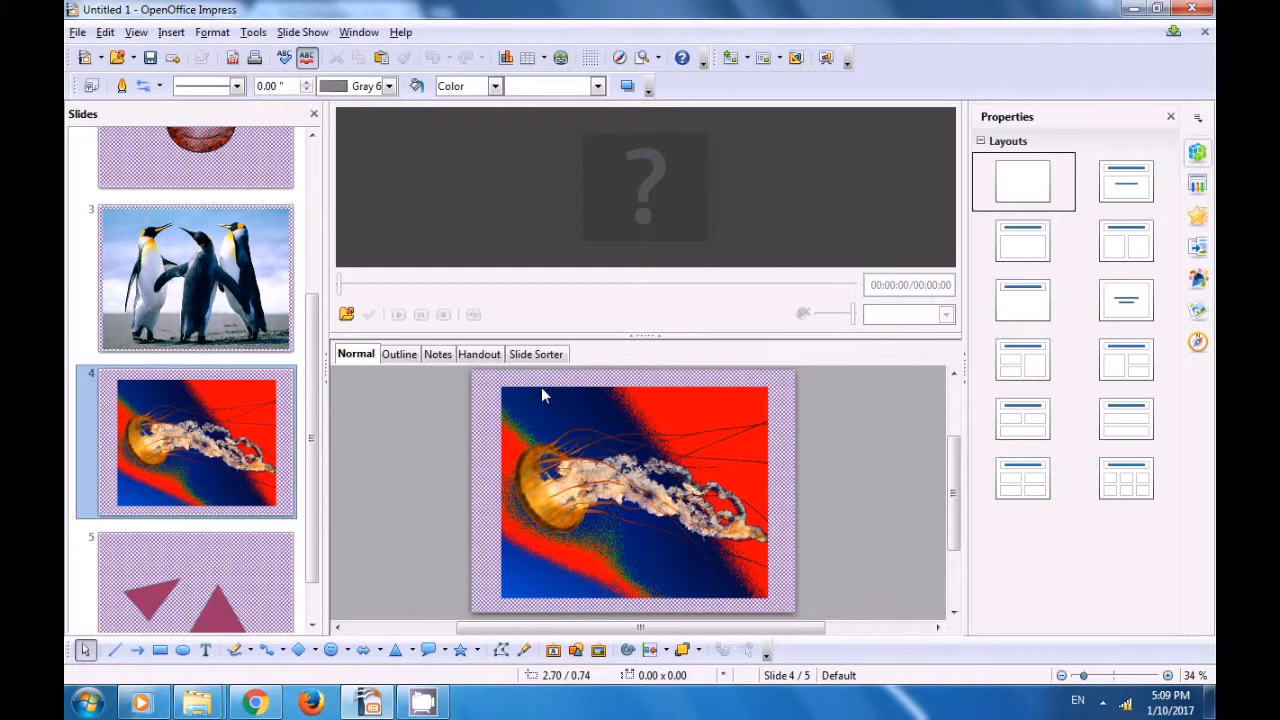 Untitled 1 - OpenOffice Impress
File Edit View Insert Format Tools Slide Show Window Help
ABC ABC
0.00 " Gray 6 Color
Slides
3
4
5
?
00:00:00/00:00:00
Normal Outline Notes Handout Slide Sorter
Properties
Layouts
T
2.70 / 0.74 0.00 x 0.00 * Slide 4 / 5 Default 34 %
EN 5:09 PM
1/10/2017